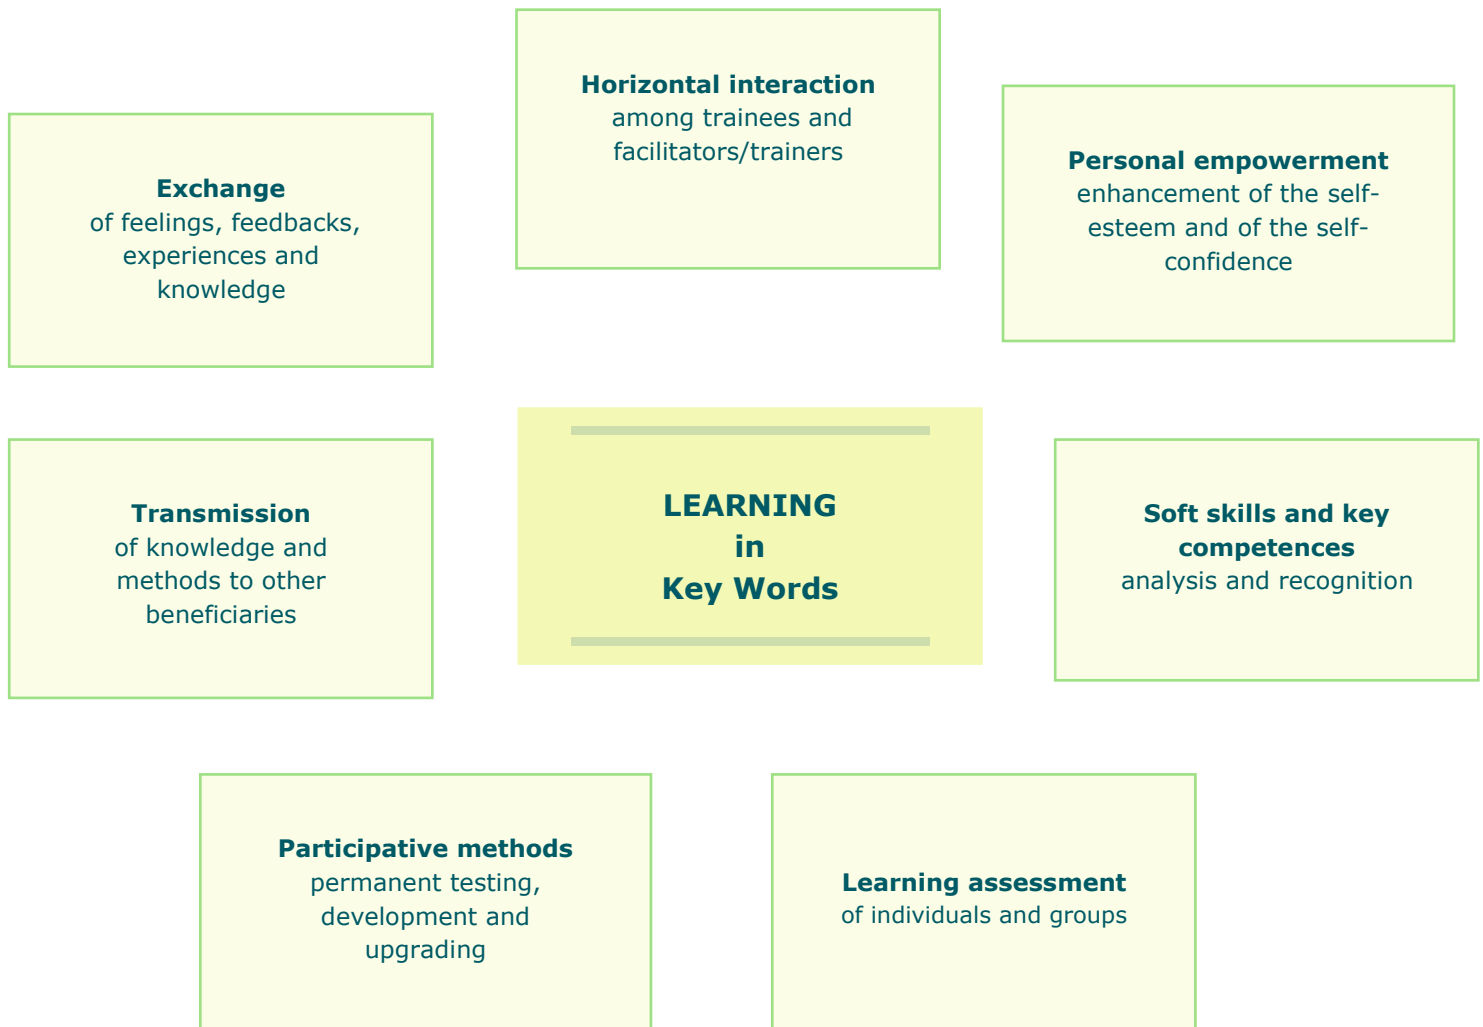 Horizontal interaction
among trainees and
facilitators/trainers
Exchange
of feelings, feedbacks,
experiences and
knowledge
Personal empowerment
enhancement of the self-
esteem and of the self-
confidence
Transmission
of knowledge and
methods to other
beneficiaries
LEARNING
in
Key Words
Soft skills and key
competences
analysis and recognition
Participative methods
permanent testing,
development and
upgrading
Learning assessment
of individuals and groups